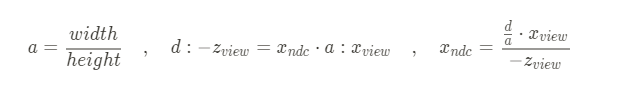 a = width / height , d : −z_view = x_ndc · a : x_view , x_ndc = (d/a · x_view) / (−z_view)